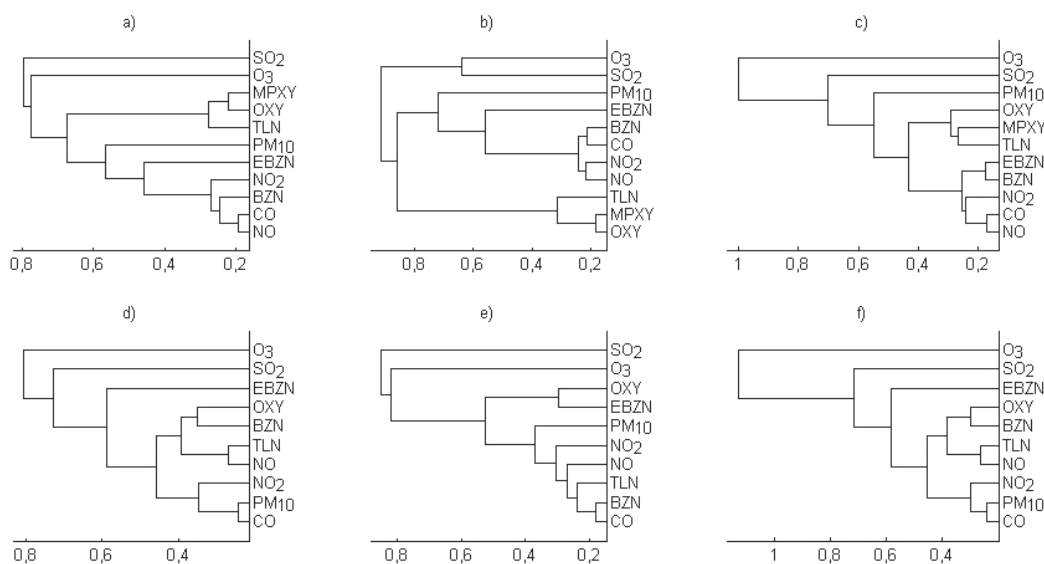 a)
SO2
O3
MPXY
OXY
TLN
PM10
EBZN
NO2
BZN
CO
NO
0,8 0,6 0,4 0,2
b)
O3
SO2
PM10
EBZN
BZN
CO
NO2
NO
TLN
MPXY
OXY
0,8 0,6 0,4 0,2
c)
O3
SO2
PM10
OXY
MPXY
TLN
EBZN
BZN
NO2
CO
NO
1 0,8 0,6 0,4 0,2
d)
O3
SO2
EBZN
OXY
BZN
TLN
NO
NO2
PM10
CO
0,8 0,6 0,4
e)
SO2
O3
OXY
EBZN
PM10
NO2
NO
TLN
BZN
CO
0,8 0,6 0,4 0,2
f)
O3
SO2
EBZN
OXY
BZN
TLN
NO
NO2
PM10
CO
1 0,8 0,6 0,4